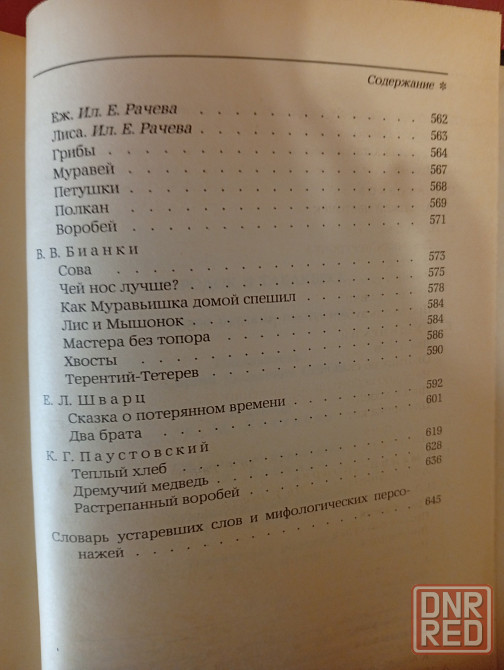 Содержание *
Еж. Ил. Е. Рачева . . . . . . . . . . . . . 562
Лиса. Ил. Е. Рачева . . . . . . . . . . . . 563
Грибы . . . . . . . . . . . . . . . . . 564
Муравей . . . . . . . . . . . . . . . . 567
Петушки . . . . . . . . . . . . . . . . 568
Полкан . . . . . . . . . . . . . . . . 569
Воробей . . . . . . . . . . . . . . . . 571
В. В. Бианки
Сова . . . . . . . . . . . . . . . . . 573
Чей нос лучше? . . . . . . . . . . . . . 575
Как Муравьишка домой спешил . . . . . . . 578
Лис и Мышонок . . . . . . . . . . . . . 584
Мастера без топора . . . . . . . . . . . . 584
Хвосты . . . . . . . . . . . . . . . . 586
Терентий-Тетерев . . . . . . . . . . . . 590
Е. Л. Шварц
Сказка о потерянном времени . . . . . . . . 592
Два брата . . . . . . . . . . . . . . . 601
К. Г. Паустовский
Теплый хлеб . . . . . . . . . . . . . . 619
Дремучий медведь . . . . . . . . . . . . 628
Растрепанный воробей . . . . . . . . . . 636
Словарь устаревших слов и мифологических персо-
нажей . . . . . . . . . . . . . . . . . 645
DNR
RED